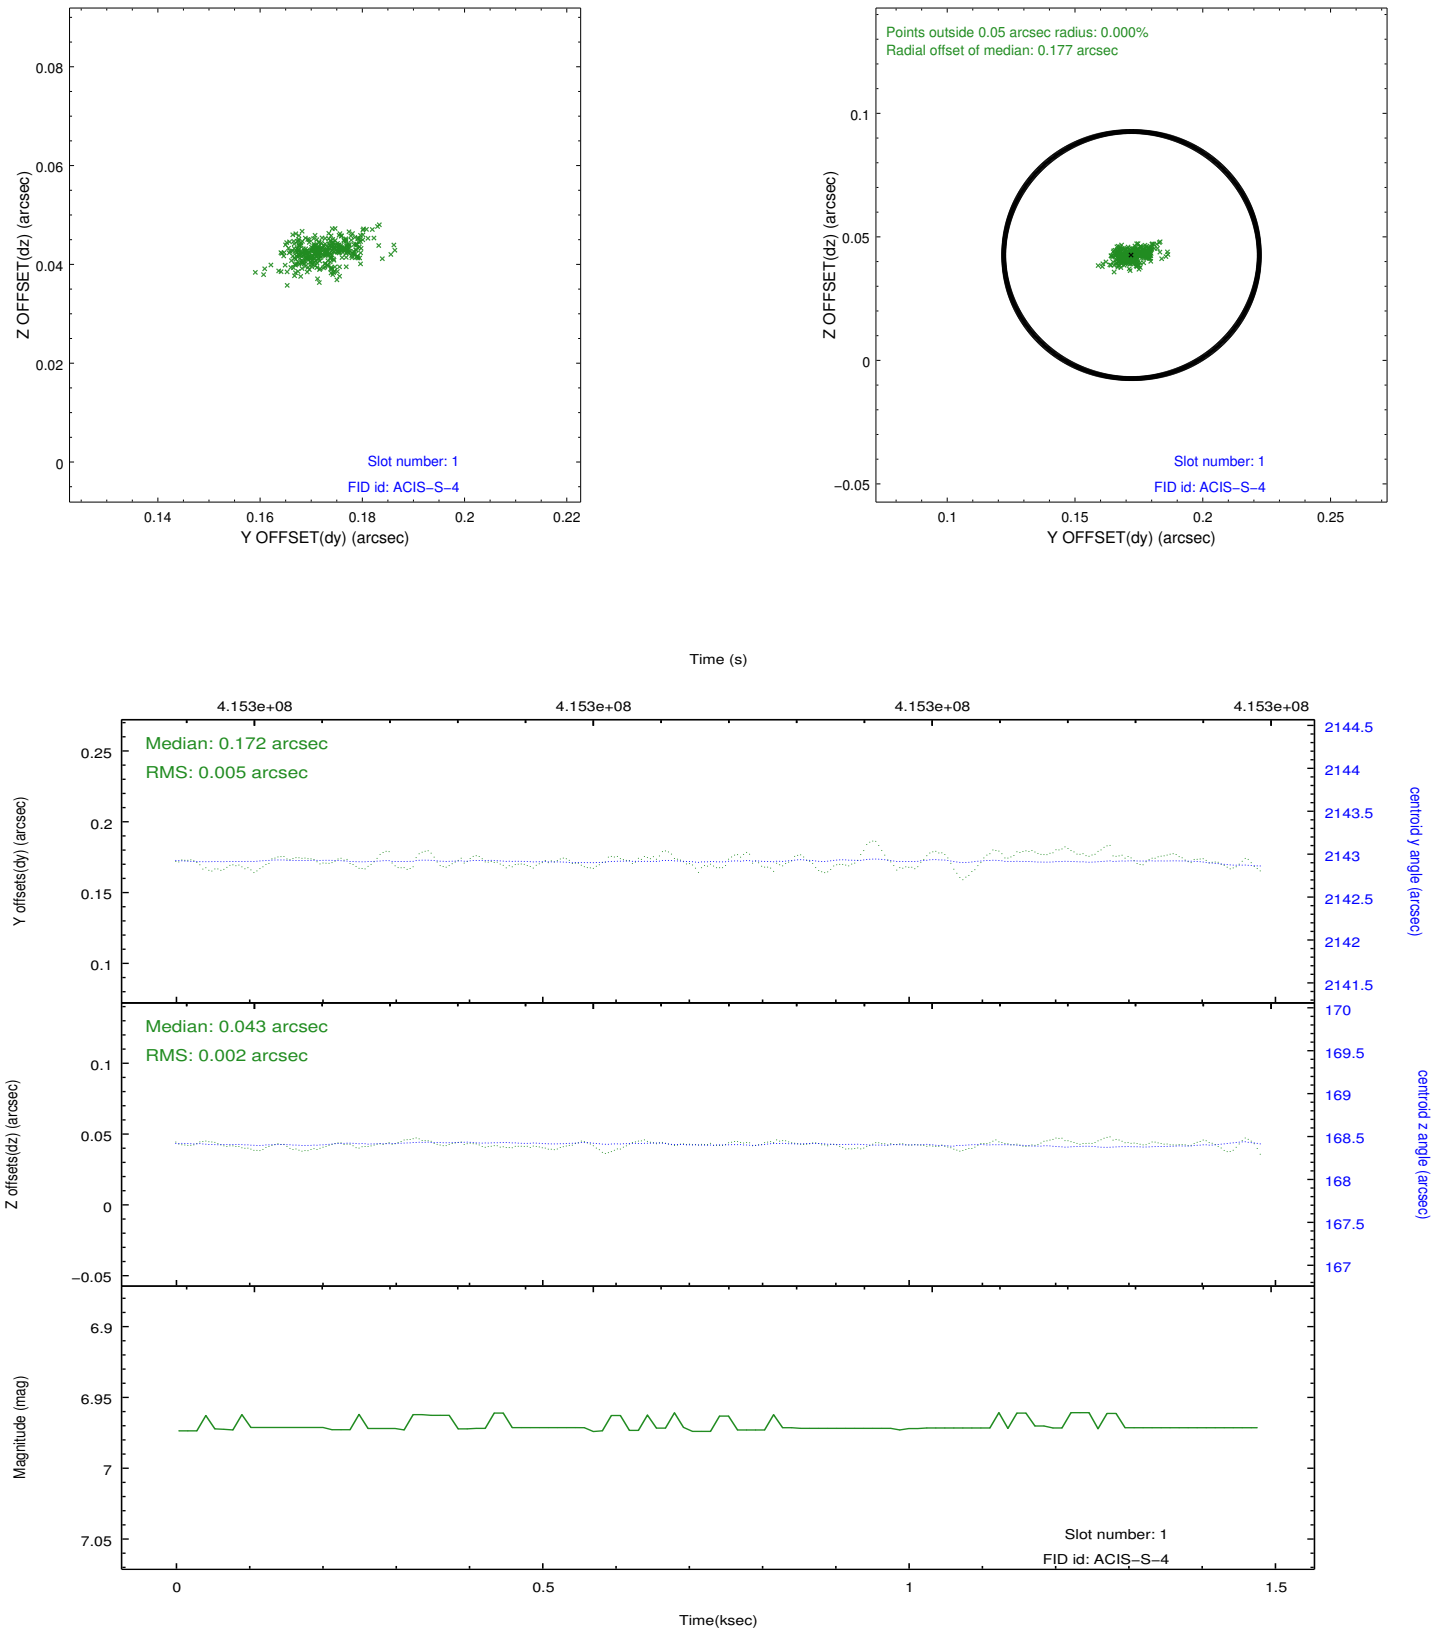 0.08
0.06
0.04
0.02
0
Z OFFSET(dz) (arcsec)
Slot number: 1
FID id: ACIS−S−4
0.14 0.16 0.18 0.2 0.22
Y OFFSET(dy) (arcsec)
Points outside 0.05 arcsec radius: 0.000%
Radial offset of median: 0.177 arcsec
0.1
0.05
0
−0.05
Z OFFSET(dz) (arcsec)
Slot number: 1
FID id: ACIS−S−4
0.1 0.15 0.2 0.25
Y OFFSET(dy) (arcsec)
Time (s)
4.153e+08 4.153e+08 4.153e+08 4.153e+08
Median: 0.172 arcsec
RMS: 0.005 arcsec
0.25
0.2
0.15
0.1
Y offsets(dy) (arcsec)
2144.5
2144
2143.5
2143
2142.5
2142
2141.5
centroid y angle (arcsec)
Median: 0.043 arcsec
RMS: 0.002 arcsec
0.1
0.05
0
−0.05
Z offsets(dz) (arcsec)
170
169.5
169
168.5
168
167.5
167
centroid z angle (arcsec)
6.9
6.95
7
7.05
Magnitude (mag)
Slot number: 1
FID id: ACIS−S−4
0 0.5 1 1.5
Time(ksec)